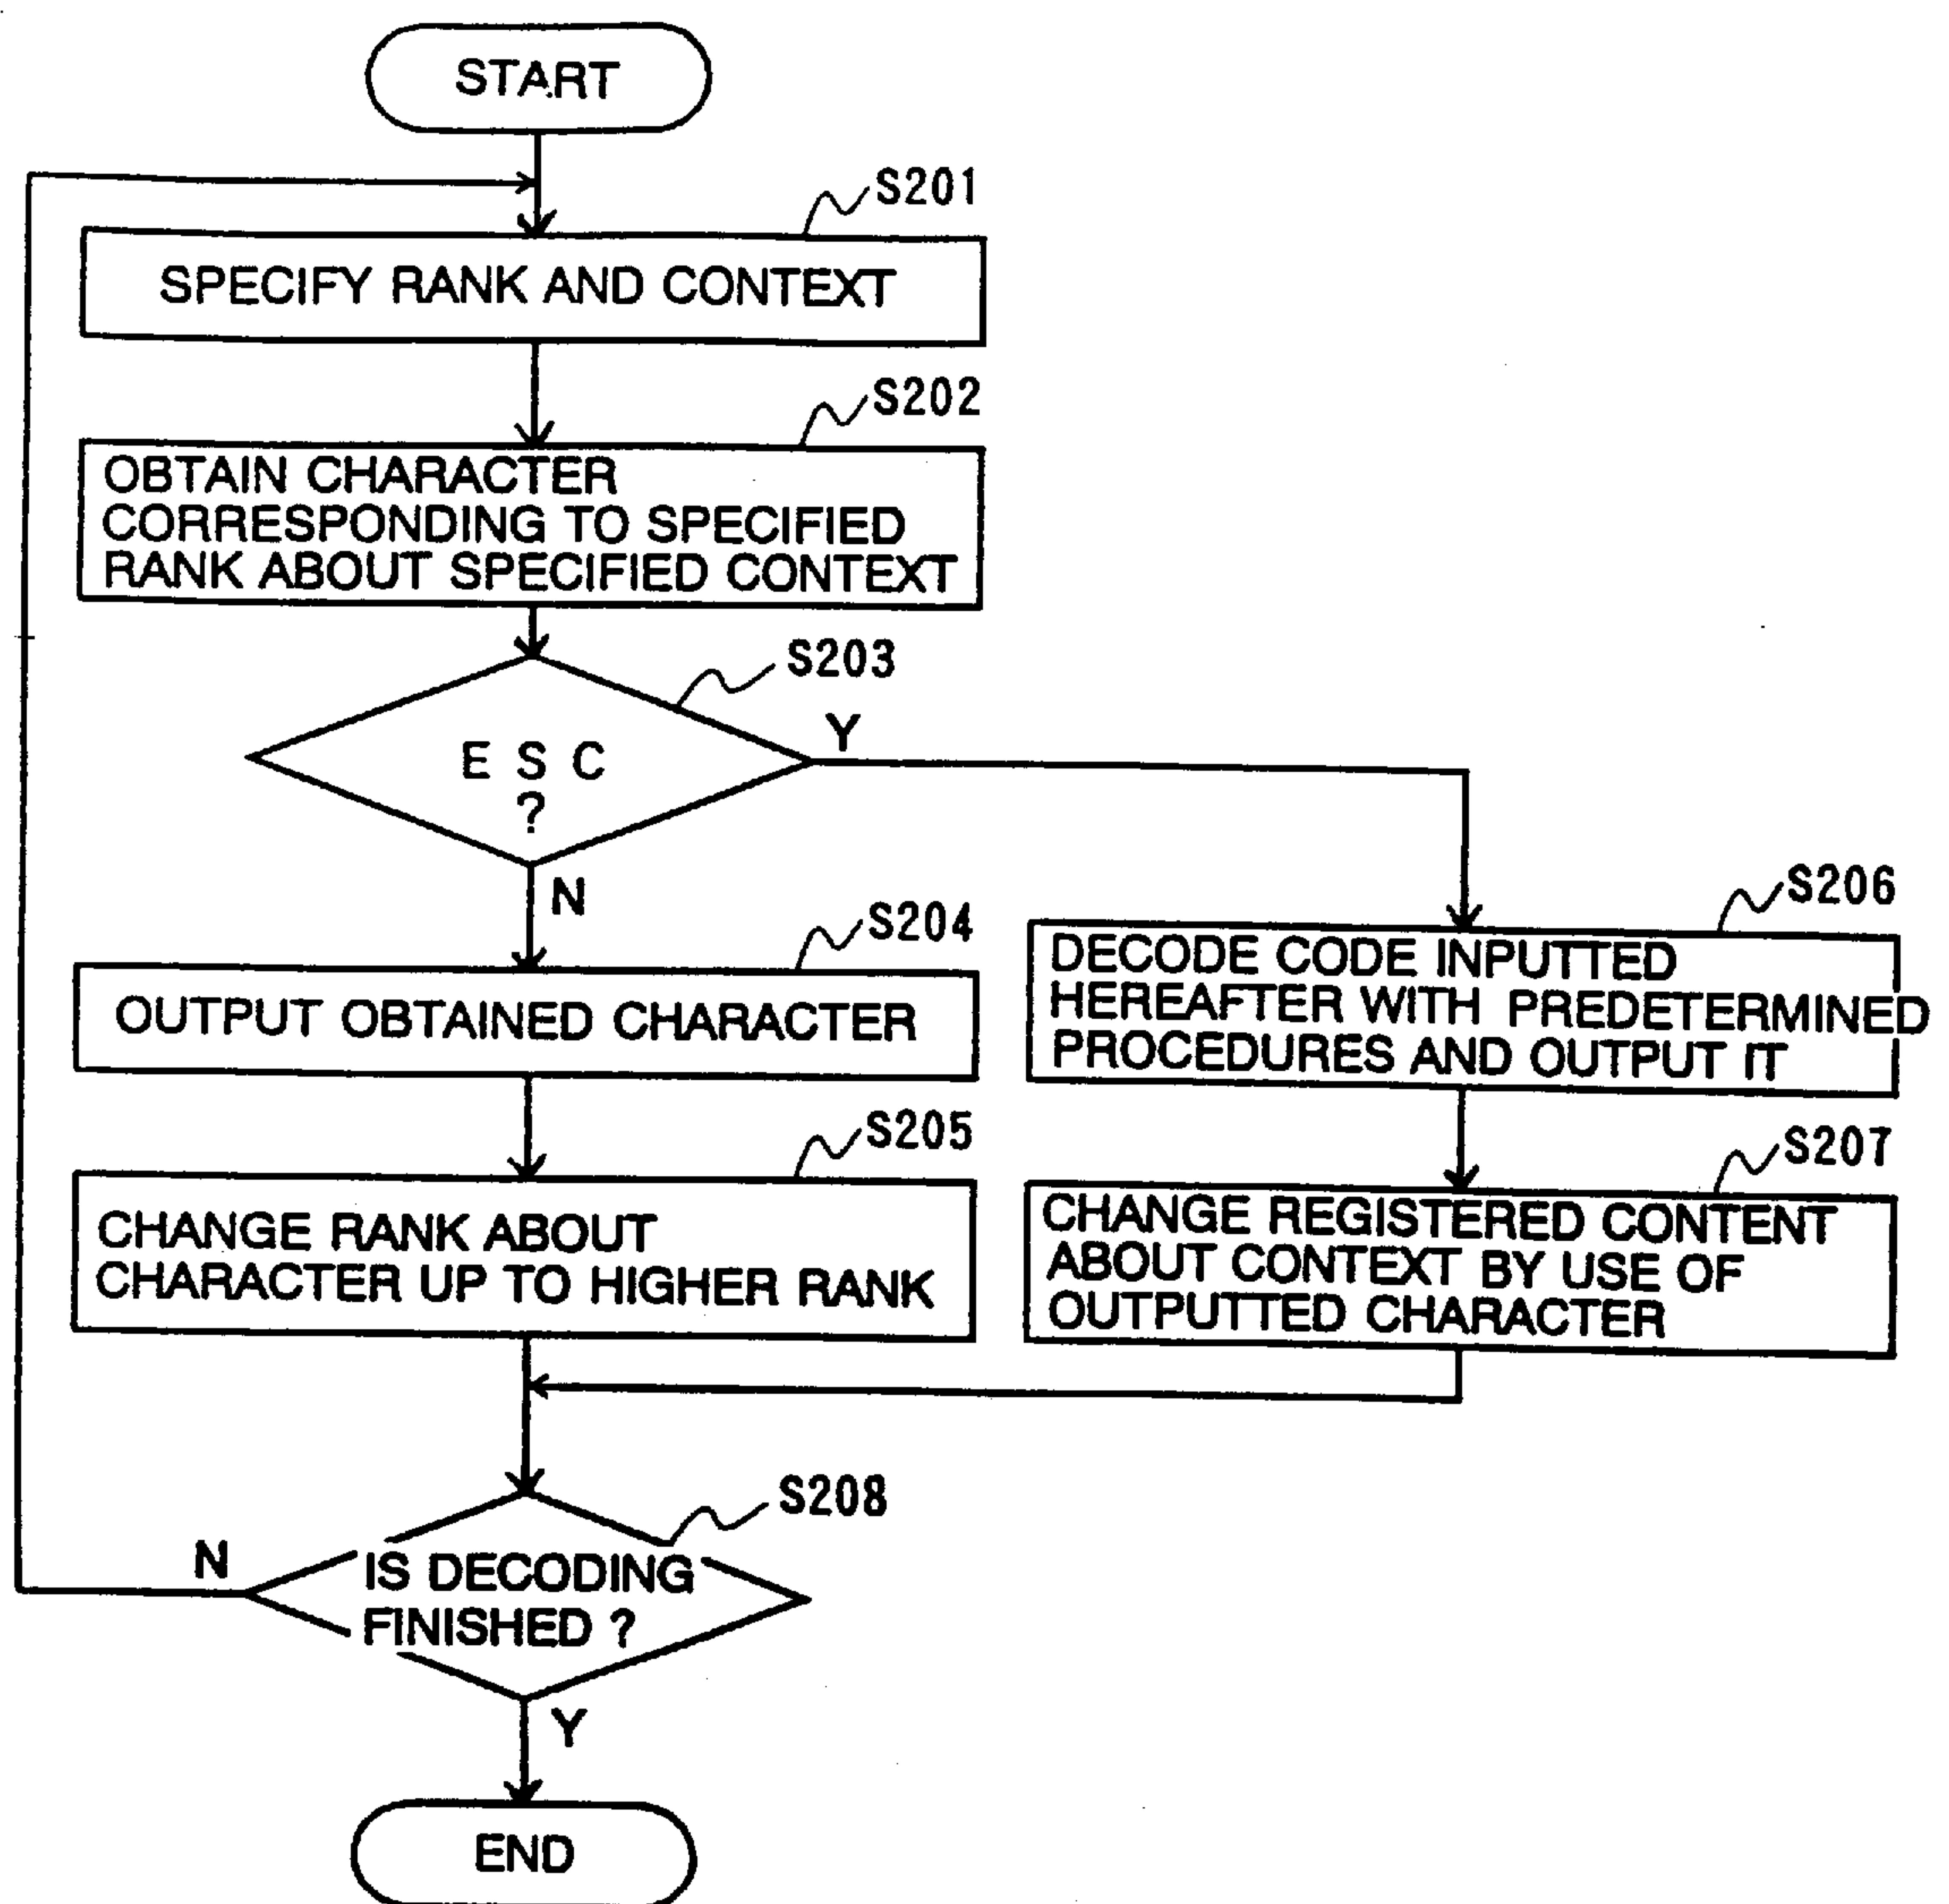 START
S201
SPECIFY RANK AND CONTEXT
S202
OBTAIN CHARACTER
CORRESPONDING TO SPECIFIED
RANK ABOUT SPECIFIED CONTEXT
S203
E S C
?
Y
N
S204
OUTPUT OBTAINED CHARACTER
S205
CHANGE RANK ABOUT
CHARACTER UP TO HIGHER RANK
S206
DECODE CODE INPUTTED
HEREAFTER WITH PREDETERMINED
PROCEDURES AND OUTPUT IT
S207
CHANGE REGISTERED CONTENT
ABOUT CONTEXT BY USE OF
OUTPUTTED CHARACTER
S208
IS DECODING
FINISHED ?
N
Y
END